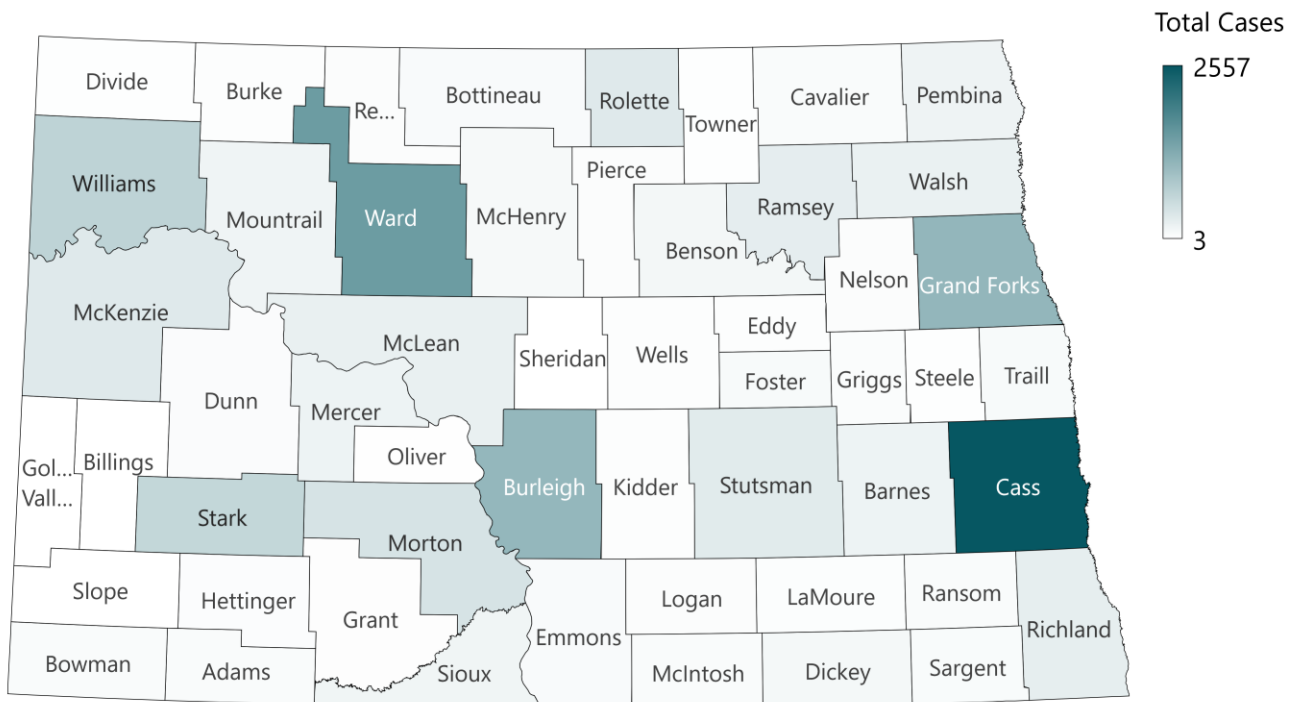 Total Cases
2557
3
Divide
Burke
Re...
Bottineau
Rolette
Towner
Cavalier
Pembina
Williams
Mountrail
Ward
McHenry
Pierce
Benson
Ramsey
Walsh
Nelson
Grand Forks
McKenzie
McLean
Sheridan
Wells
Eddy
Foster
Griggs
Steele
Traill
Dunn
Mercer
Oliver
Gol...
Vall...
Billings
Stark
Morton
Burleigh
Kidder
Stutsman
Barnes
Cass
Slope
Hettinger
Grant
Emmons
Logan
LaMoure
Ransom
Richland
Bowman
Adams
Sioux
McIntosh
Dickey
Sargent